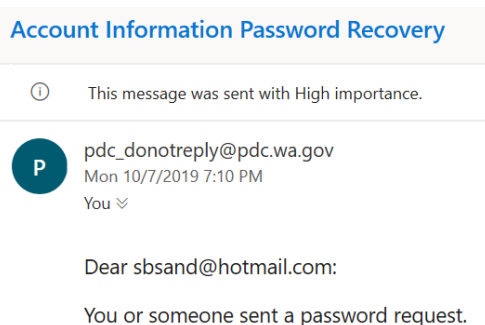 Account Information Password Recovery
This message was sent with High importance.
P
pdc_donotreply@pdc.wa.gov
Mon 10/7/2019 7:10 PM
You
Dear sbsand@hotmail.com:
You or someone sent a password request.